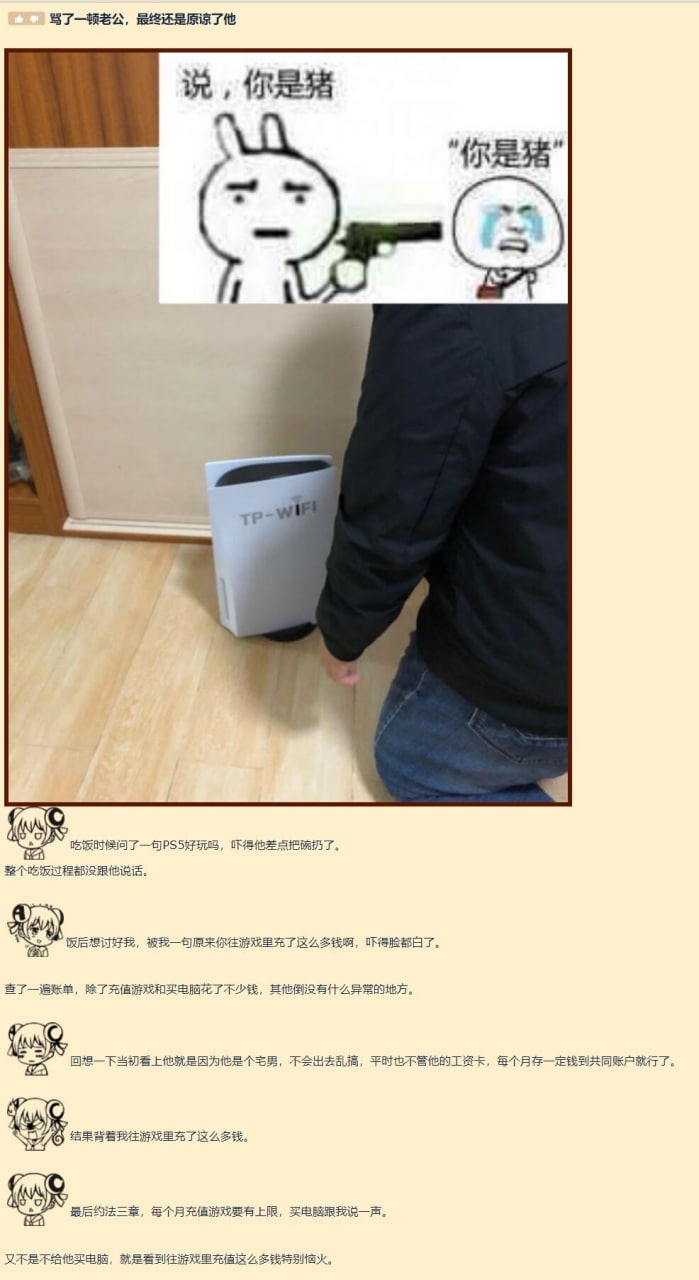 骂了一顿老公，最终还是原谅了他
说，你是猪
“你是猪”
TP-WIFI
吃饭时候问了一句PS5好玩吗，吓得他差点把碗扔了。
整个吃饭过程都没跟他说话。
饭后想讨好我，被我一句原来你往游戏里充了这么多钱啊，吓得脸都白了。
查了一遍账单，除了充值游戏和买电脑花了不少钱，其他倒没有什么异常的地方。
回想一下当初看上他就是因为他是个宅男，不会出去乱搞，平时也不管他的工资卡，每个月存一定钱到共同账户就行了。
结果背着我往游戏里充了这么多钱。
最后约法三章，每个月充值游戏要有上限，买电脑跟我说一声。
又不是不给他买电脑，就是看到往游戏里充值这么多钱特别恼火。